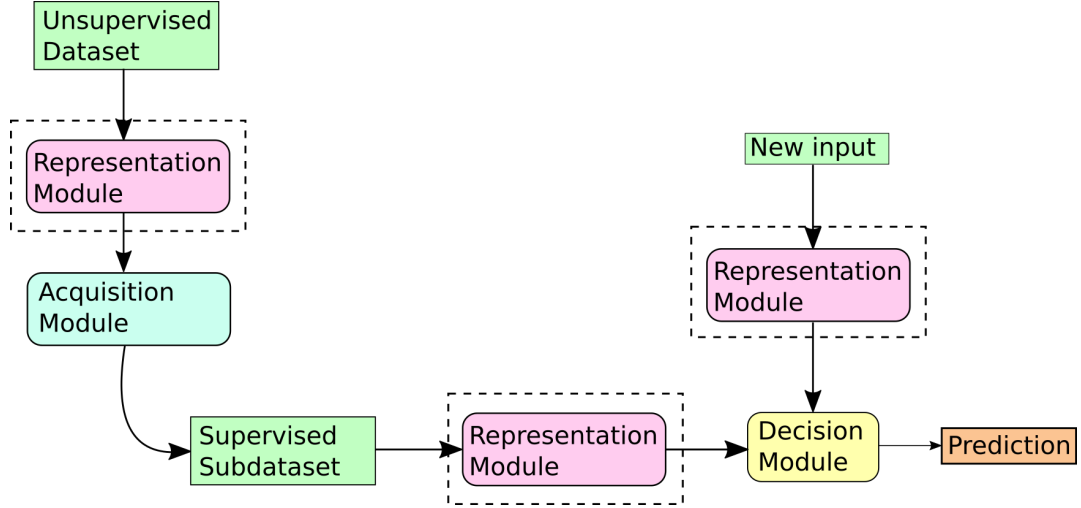 Unsupervised
Dataset
Representation
Module
Acquisition
Module
Supervised
Subdataset
Representation
Module
New input
Representation
Module
Decision
Module
Prediction